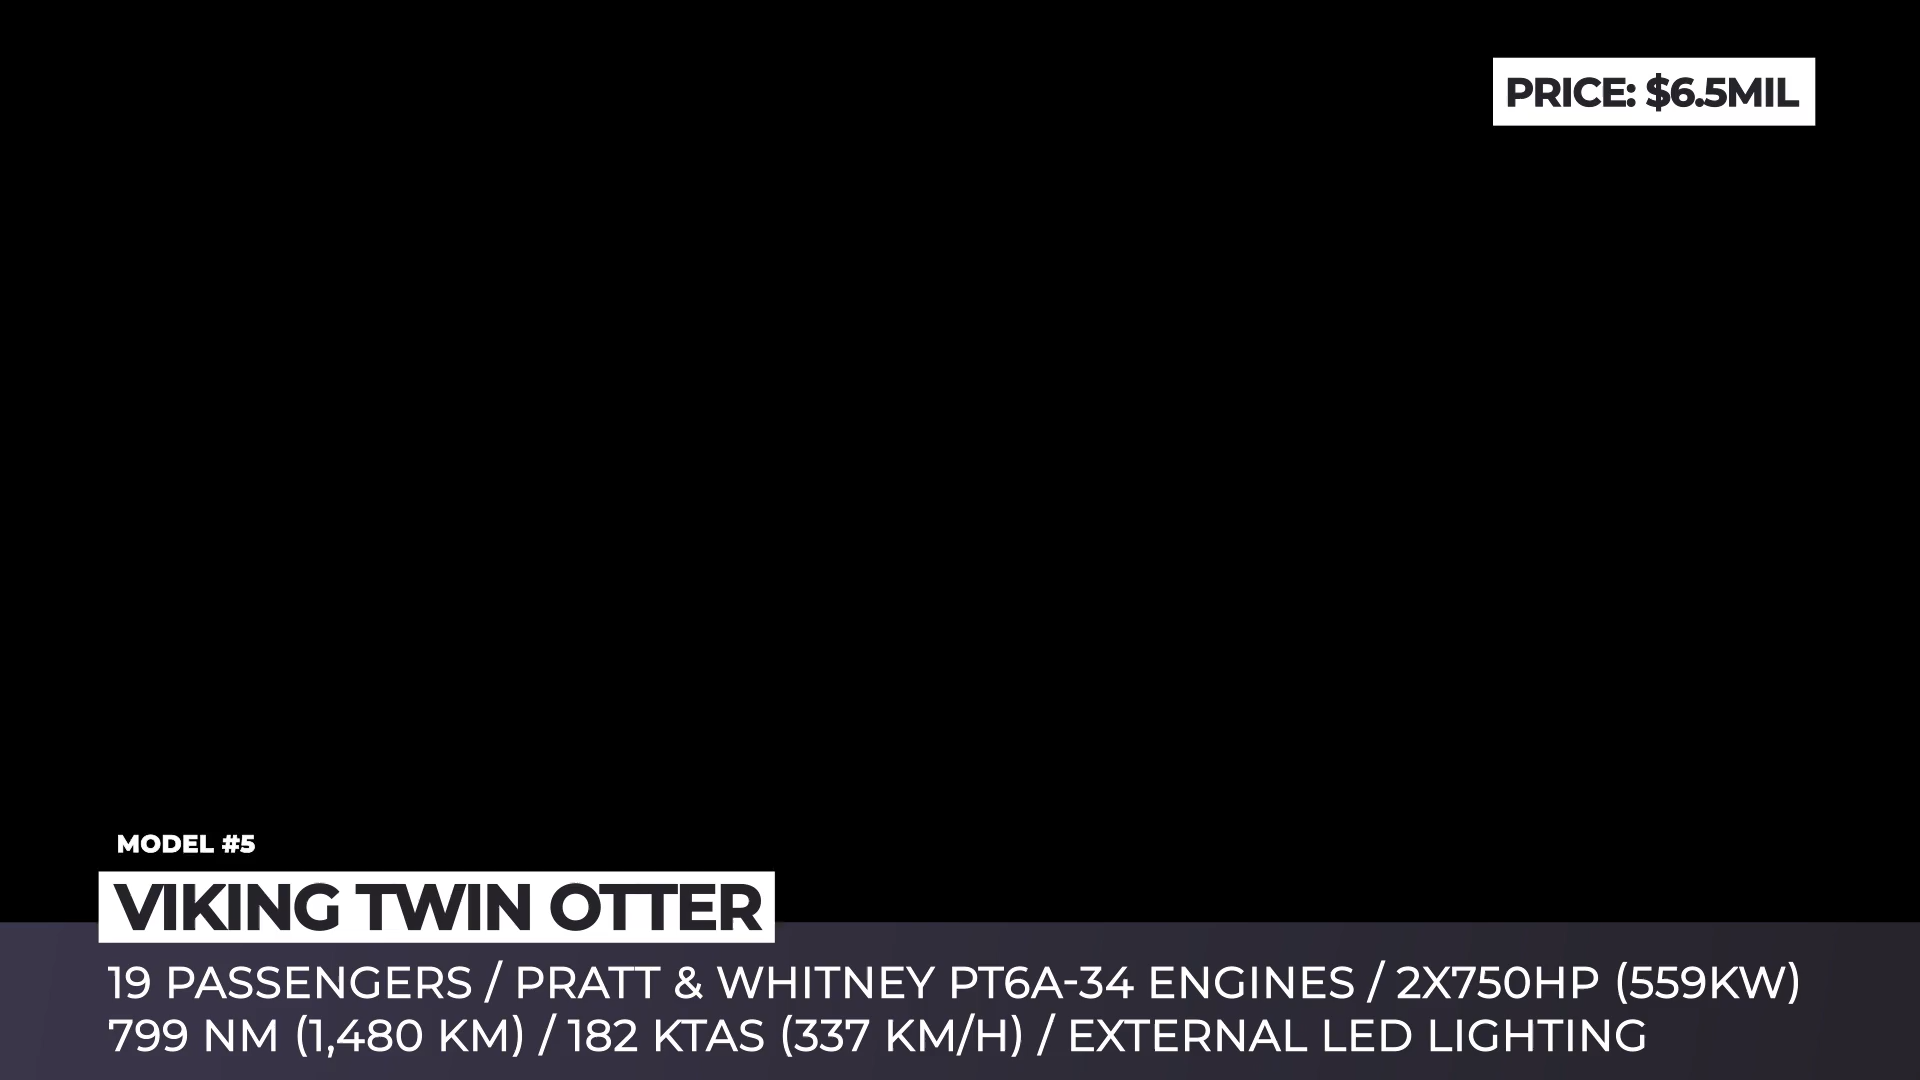 PRICE: $6.5MIL
MODEL #5
VIKING TWIN OTTER
19 PASSENGERS / PRATT & WHITNEY PT6A-34 ENGINES / 2X750HP (559KW)
799 NM (1,480 KM) / 182 KTAS (337 KM/H) / EXTERNAL LED LIGHTING